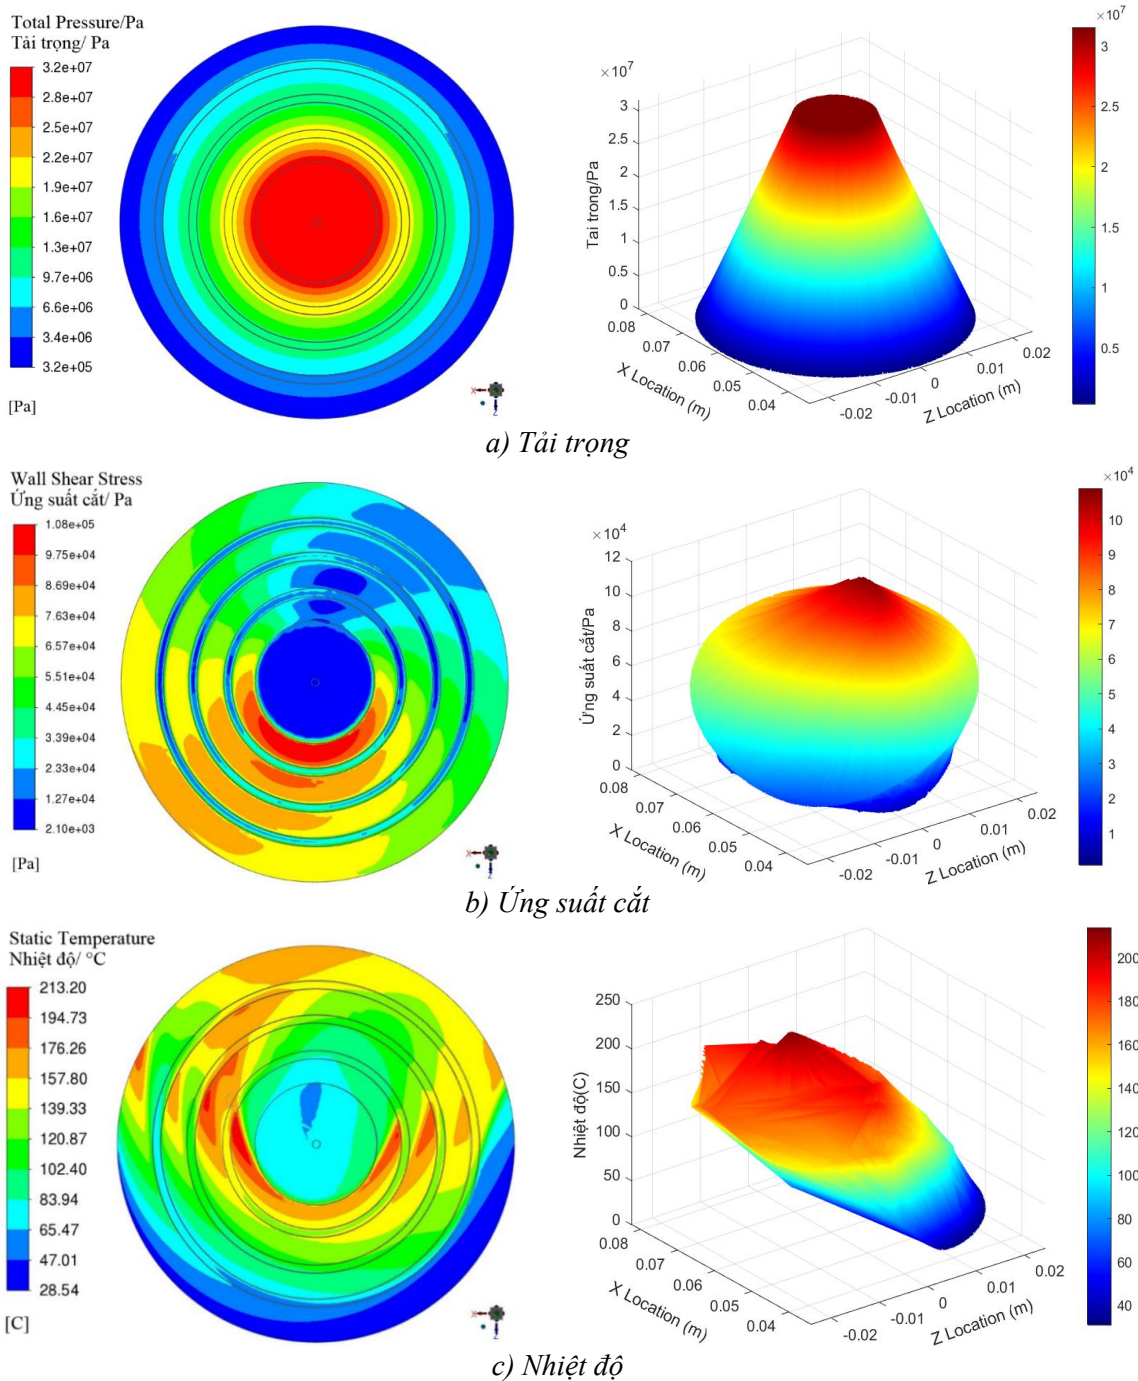 Total Pressure/Pa
Tải trọng/ Pa
3.2e+07
2.8e+07
2.5e+07
2.2e+07
1.9e+07
1.6e+07
1.3e+07
9.7e+06
6.6e+06
3.4e+06
3.2e+05
[Pa]
X
Z
×10⁷
3
2.5
2
1.5
1
0.5
0
Tai trong/Pa
0.08
0.07
0.06
0.05
0.04
X Location (m)
-0.02
-0.01
0
0.01
0.02
Z Location (m)
×10⁷
3
2.5
2
1.5
1
0.5
a) Tải trọng
Wall Shear Stress
Ứng suất cắt/ Pa
1.08e+05
9.75e+04
8.69e+04
7.63e+04
6.57e+04
5.51e+04
4.45e+04
3.39e+04
2.33e+04
1.27e+04
2.10e+03
[Pa]
X
Z
×10⁴
12
10
8
6
4
2
0
Ứng suất cắt/Pa
0.08
0.07
0.06
0.05
0.04
X Location (m)
-0.02
-0.01
0
0.01
0.02
Z Location (m)
×10⁴
10
9
8
7
6
5
4
3
2
1
b) Ứng suất cắt
Static Temperature
Nhiệt độ/ °C
213.20
194.73
176.26
157.80
139.33
120.87
102.40
83.94
65.47
47.01
28.54
[C]
X
Z
250
200
150
100
50
0
Nhiệt độ(C)
0.08
0.07
0.06
0.05
0.04
X Location (m)
-0.02
-0.01
0
0.01
0.02
Z Location (m)
200
180
160
140
120
100
80
60
40
c) Nhiệt độ